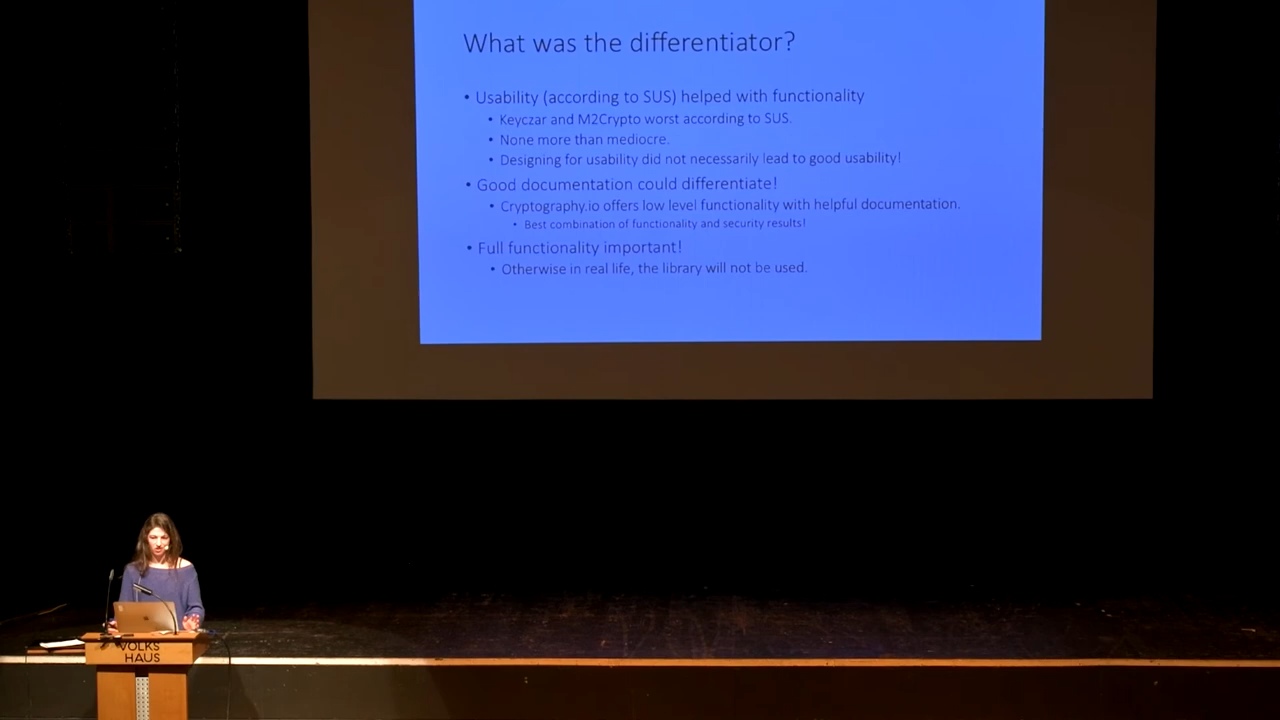 What was the differentiator?
• Usability (according to SUS) helped with functionality
• Keyczar and M2Crypto worst according to SUS.
• None more than mediocre.
• Designing for usability did not necessarily lead to good usability!
• Good documentation could differentiate!
• Cryptography.io offers low level functionality with helpful documentation.
• Best combination of functionality and security results!
• Full functionality important!
• Otherwise in real life, the library will not be used.
VOLKS
HAUS